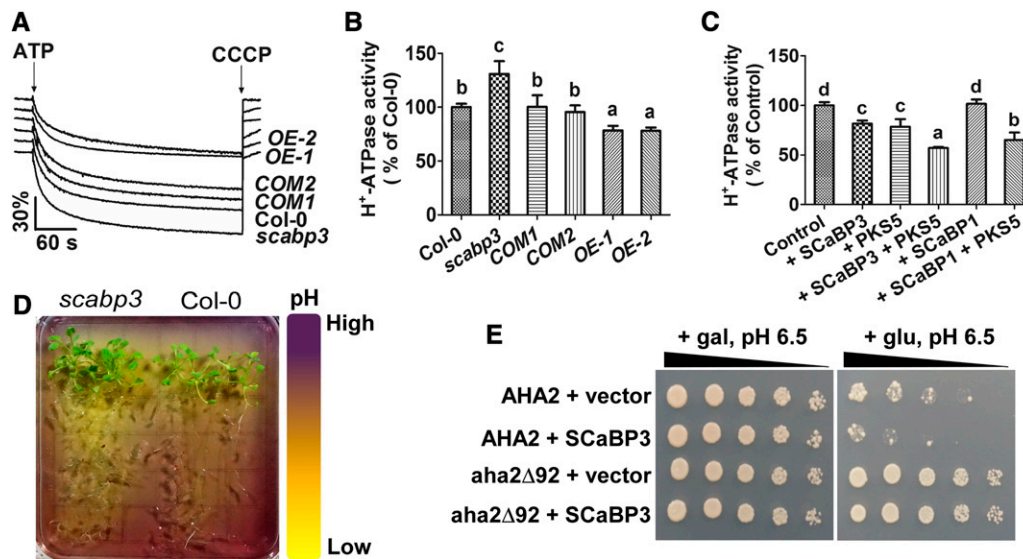 A
ATP
CCCP
OE-2
OE-1
COM2
COM1
Col-0
scabp3
30%
60 s
B
H⁺-ATPase activity
( % of Col-0)
150
100
50
0
b
c
b
b
a
a
Col-0
scabp3
COM1
COM2
OE-1
OE-2
C
H⁺-ATPase activity
( % of Control)
150
100
50
0
d
c
c
a
d
b
Control
+ SCaBP3
+ PKS5
+ SCaBP3 + PKS5
+ SCaBP1
+ SCaBP1 + PKS5
D
scabp3 Col-0
pH
High
Low
E
+ gal, pH 6.5
+ glu, pH 6.5
AHA2 + vector
AHA2 + SCaBP3
aha2Δ92 + vector
aha2Δ92 + SCaBP3